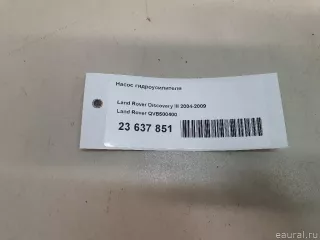 Насос гидроусилителя
Land Rover Discovery III 2004-2009
Land Rover QVB500400
23 637 851
eaural.ru